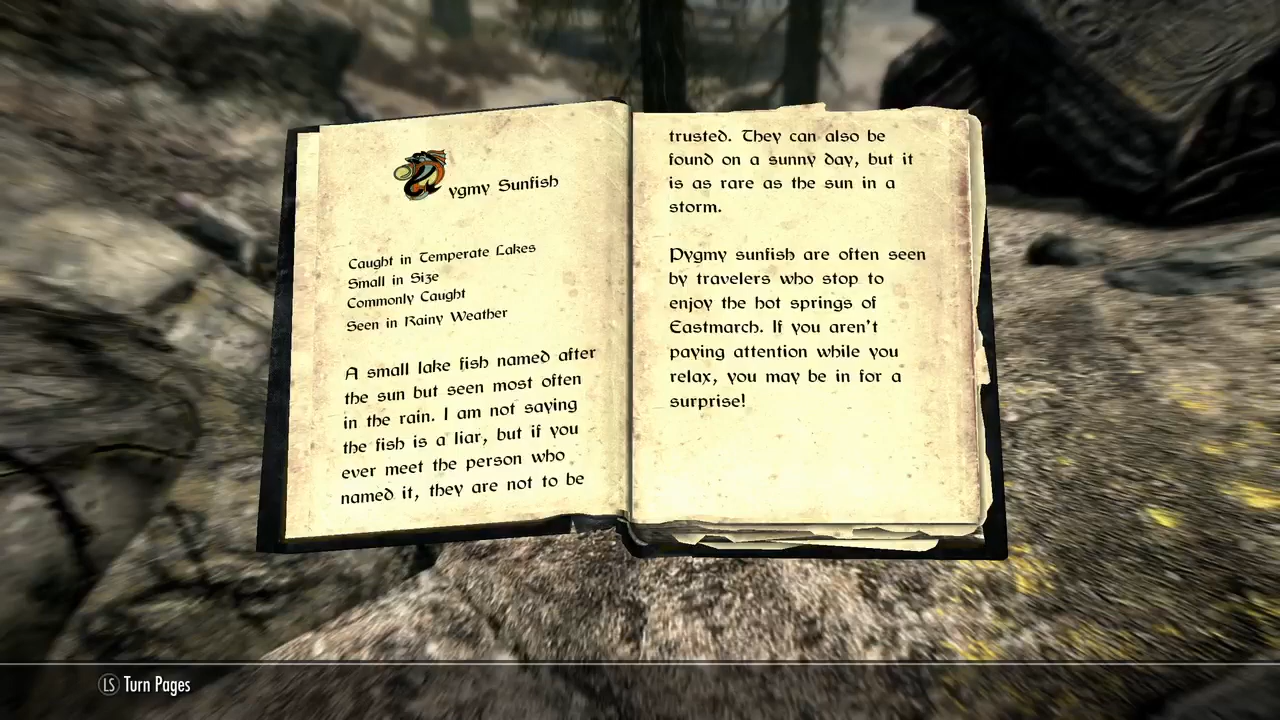 Pygmy Sunfish
Caught in Temperate Lakes
Small in Size
Commonly Caught
Seen in Rainy Weather
A small lake fish named after
the sun but seen most often
in the rain. I am not saying
the fish is a liar, but if you
ever meet the person who
named it, they are not to be
trusted. They can also be
found on a sunny day, but it
is as rare as the sun in a
storm.
Pygmy sunfish are often seen
by travelers who stop to
enjoy the hot springs of
Eastmarch. If you aren't
paying attention while you
relax, you may be in for a
surprise!
LS Turn Pages